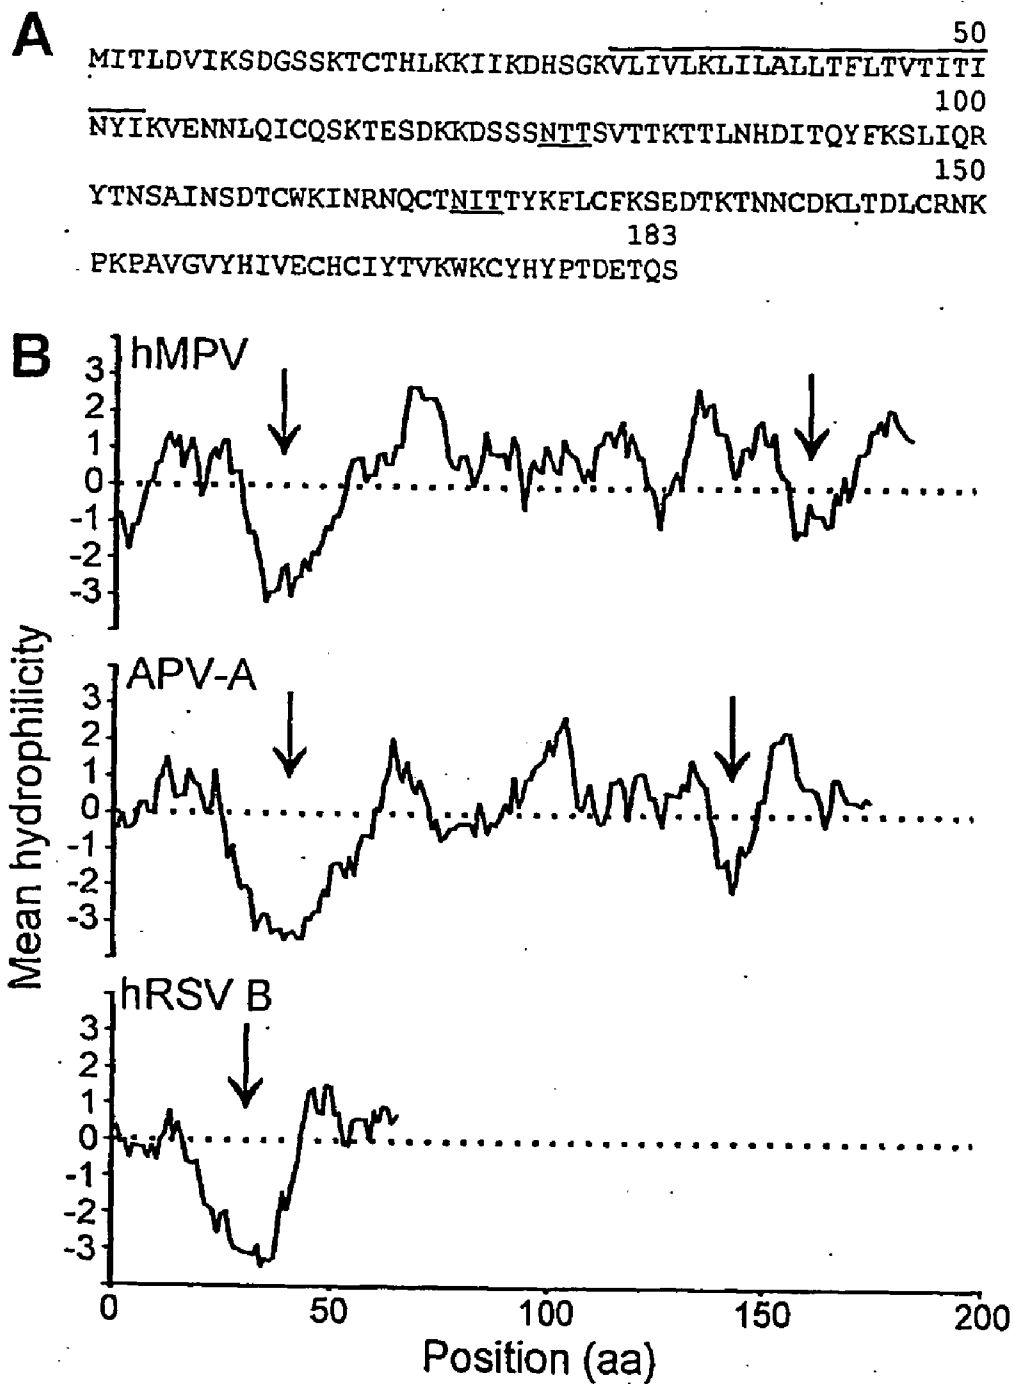 A
50
MITLDVIKSDGSSKTCTHLKKIIKDHSGKVLIVLKLILALLTFLTVTITI
100
NYIKVENNLQICQSKTESDKKDSSSNTTSVTTKTTLNHDITQYFKSLIQR
150
YTNSAINSDTCWKINRNQCTNITTYKFLCFKSEDTKTNNCDKLTDLCRNK
183
PKPAVGVYHIVECHCIYTVKWKCYHYPTDETQS
B
hMPV
3
2
1
0
-1
-2
-3
APV-A
3
2
1
0
-1
-2
-3
hRSV B
3
2
1
0
-1
-2
-3
Mean hydrophilicity
0 50 100 150 200
Position (aa)